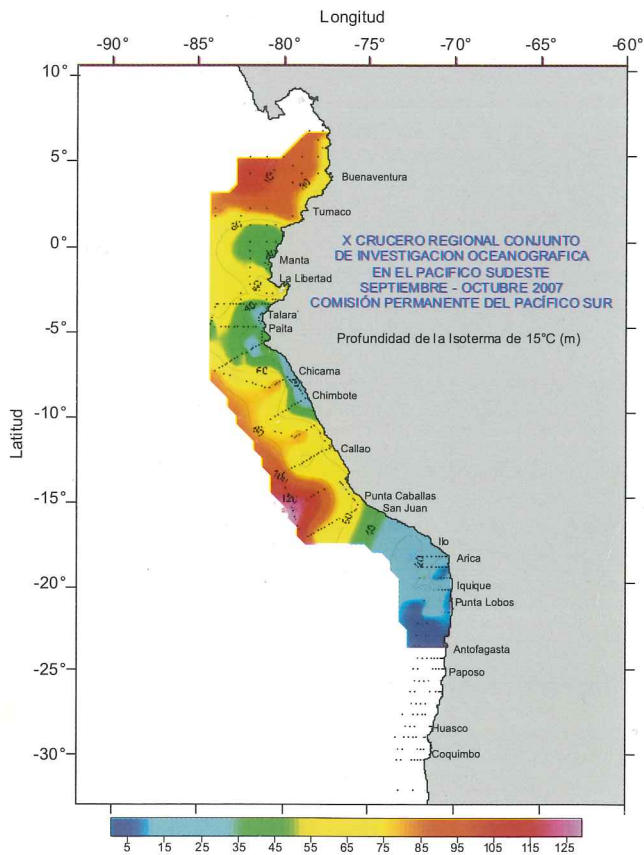 Longitud
-90° -85° -80° -75° -70° -65° -60°
10°
5°
0°
-5°
-10°
-15°
-20°
-25°
-30°
Latitud
Buenaventura
Tumaco
X CRUCERO REGIONAL CONJUNTO
DE INVESTIGACION OCEANOGRAFICA
EN EL PACIFICO SUDESTE
SEPTIEMBRE - OCTUBRE 2007
COMISIÓN PERMANENTE DEL PACÍFICO SUR
Manta
La Libertad
Profundidad de la Isoterma de 15°C (m)
Talara
Paita
Chicama
Chimbote
Callao
Punta Caballas
San Juan
Ilo
Arica
Iquique
Punta Lobos
Antofagasta
Paposo
Huasco
Coquimbo
5 15 25 35 45 55 65 75 85 95 105 115 125